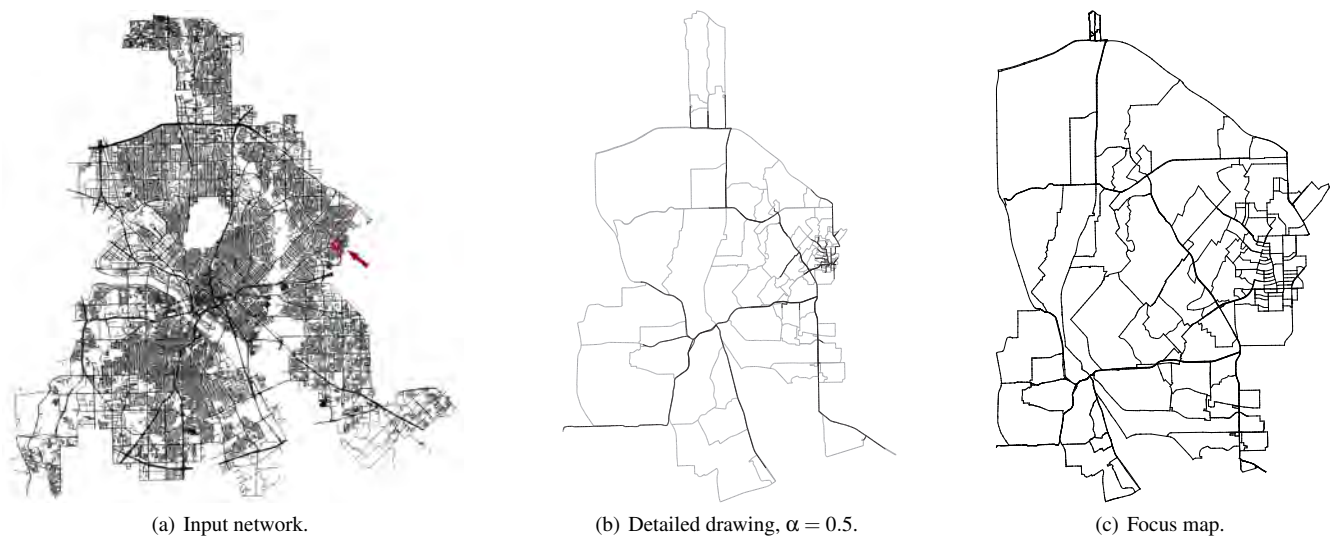 (a) Input network.
(b) Detailed drawing, α = 0.5.
(c) Focus map.